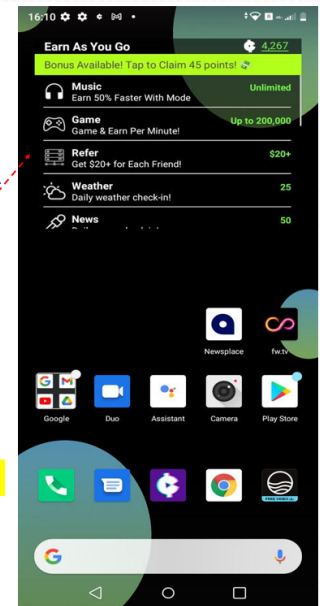 16:10
Earn As You Go 4,267
Bonus Available! Tap to Claim 45 points!
Music Unlimited
Earn 50% Faster With Mode
Game Up to 200,000
Game & Earn Per Minute!
Refer $20+
Get $20+ for Each Friend!
Weather 25
Daily weather check-in!
News 50
Newsplace fw.tv
Google Duo Assistant Camera Play Store